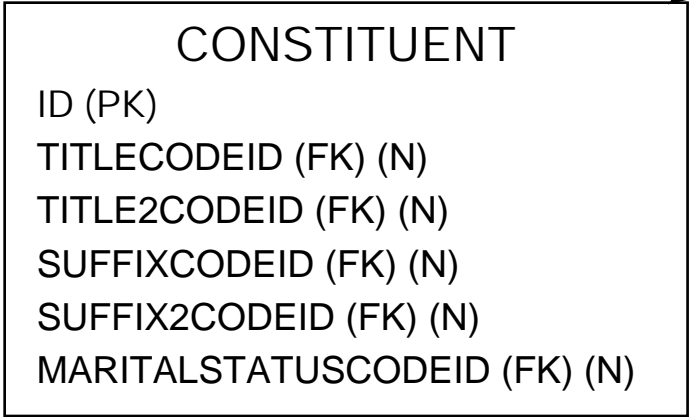 CONSTITUENT
ID (PK)
TITLECODEID (FK) (N)
TITLE2CODEID (FK) (N)
SUFFIXCODEID (FK) (N)
SUFFIX2CODEID (FK) (N)
MARITALSTATUSCODEID (FK) (N)